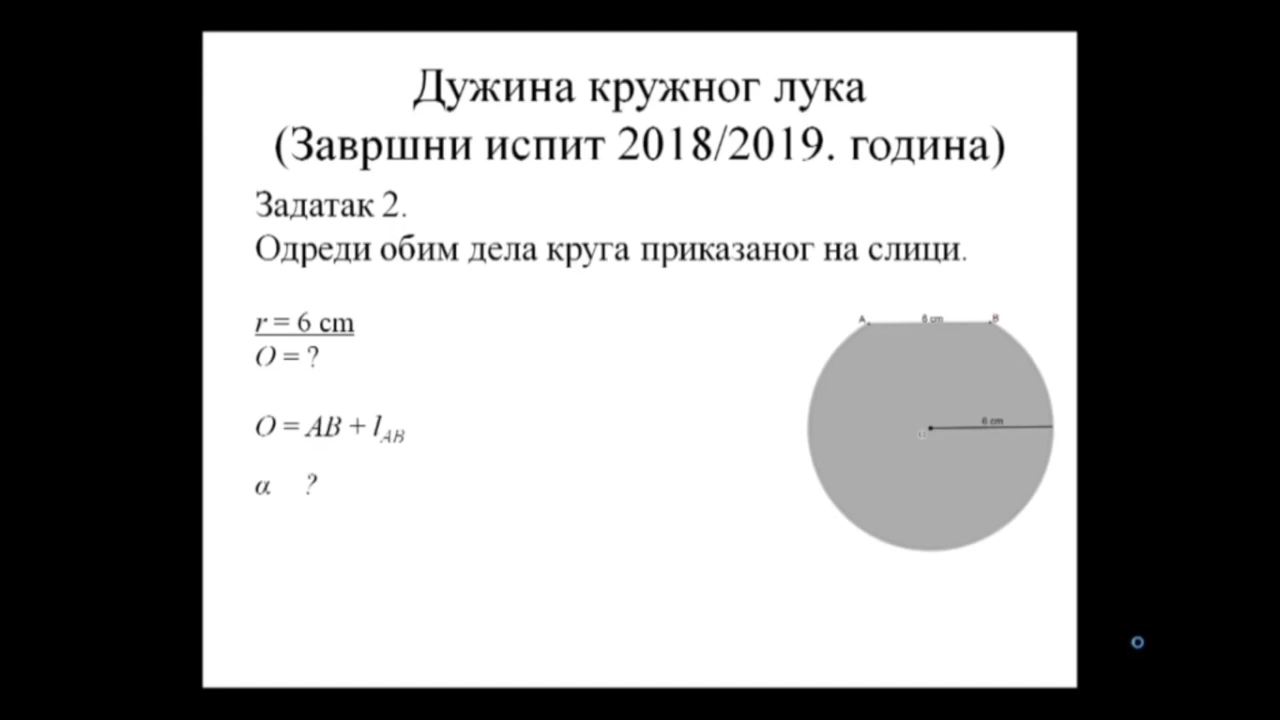 Дужина кружног лука
(Завршни испит 2018/2019. година)
Задатак 2.
Одреди обим дела круга приказаног на слици.
r = 6 cm
O = ?
O = AB + l_AB
α ?
A 6 cm B
6 cm
O